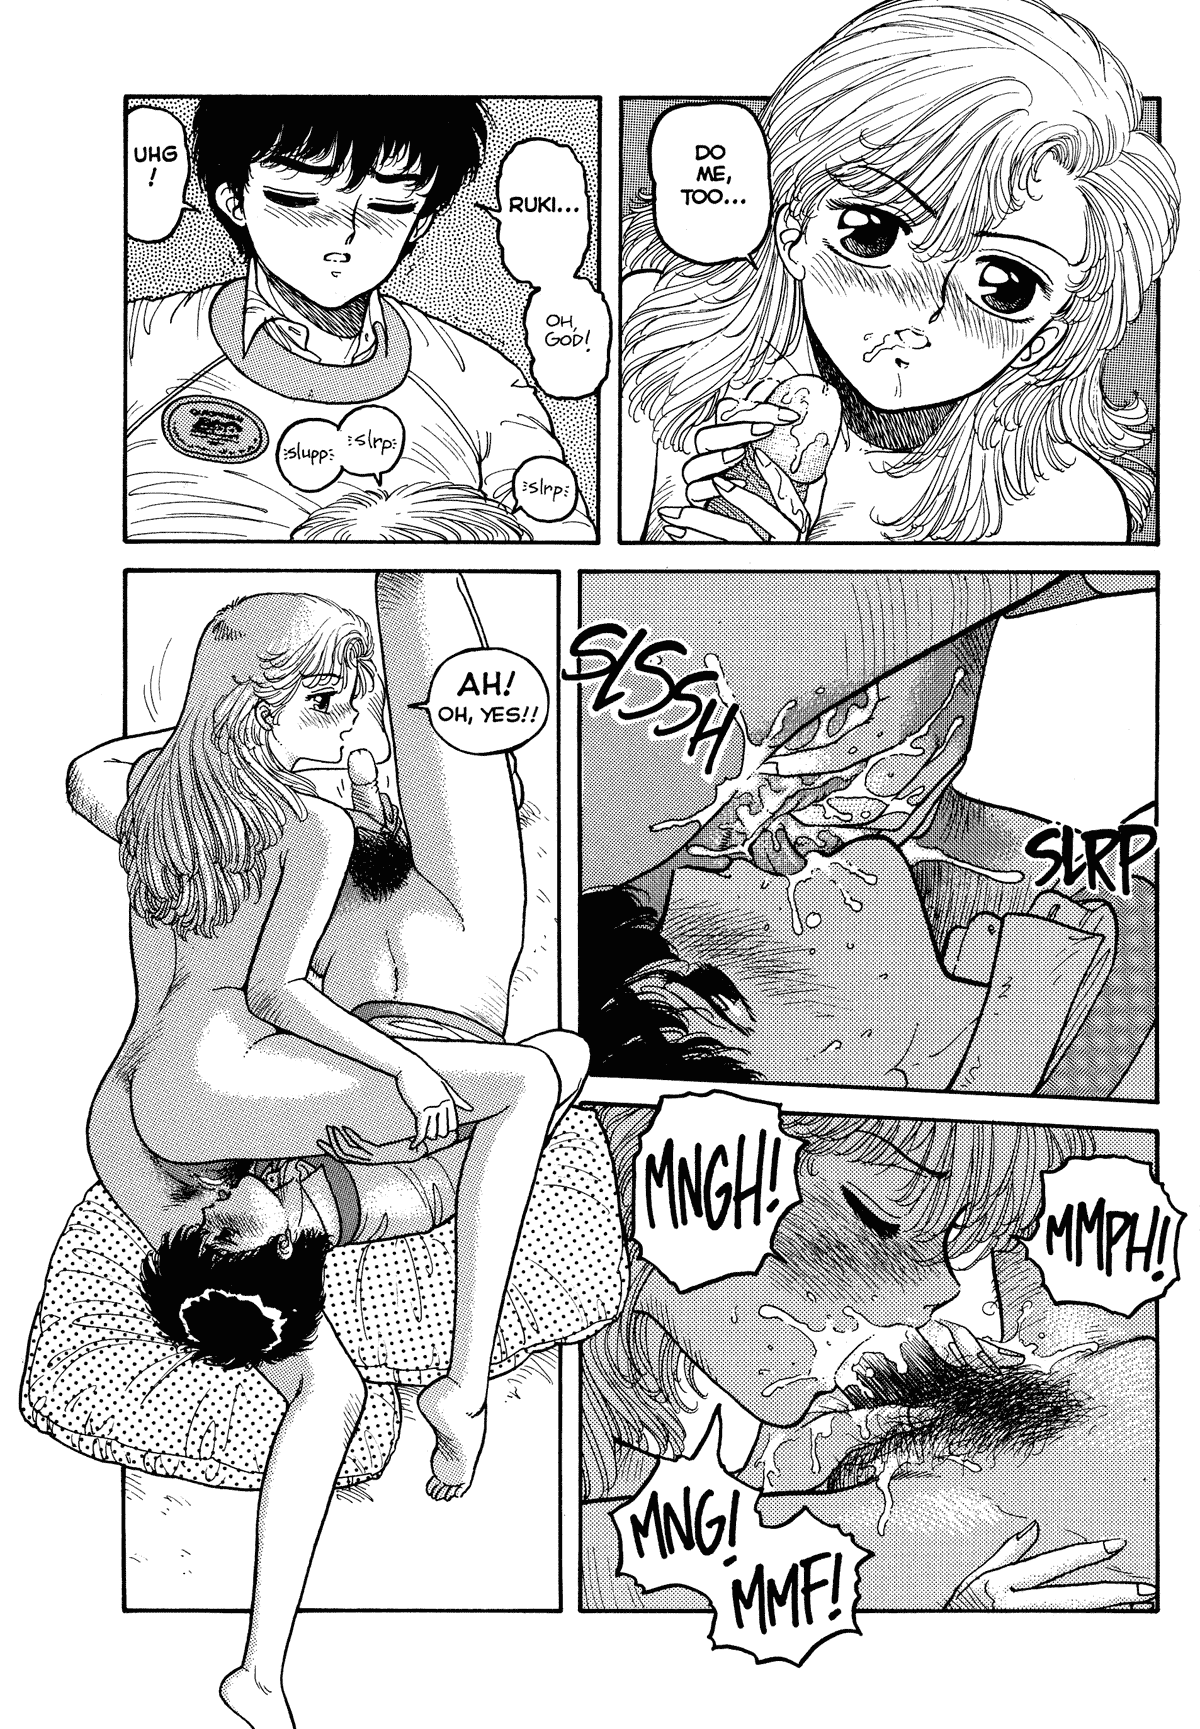 UHG
!
RUKI...
OH,
GOD!
slupp
slrp
slrp
DO
ME,
TOO...
AH!
OH, YES!!
SLSSH
SLRP
MNGH!
MMPH!
MNG!
MMF!